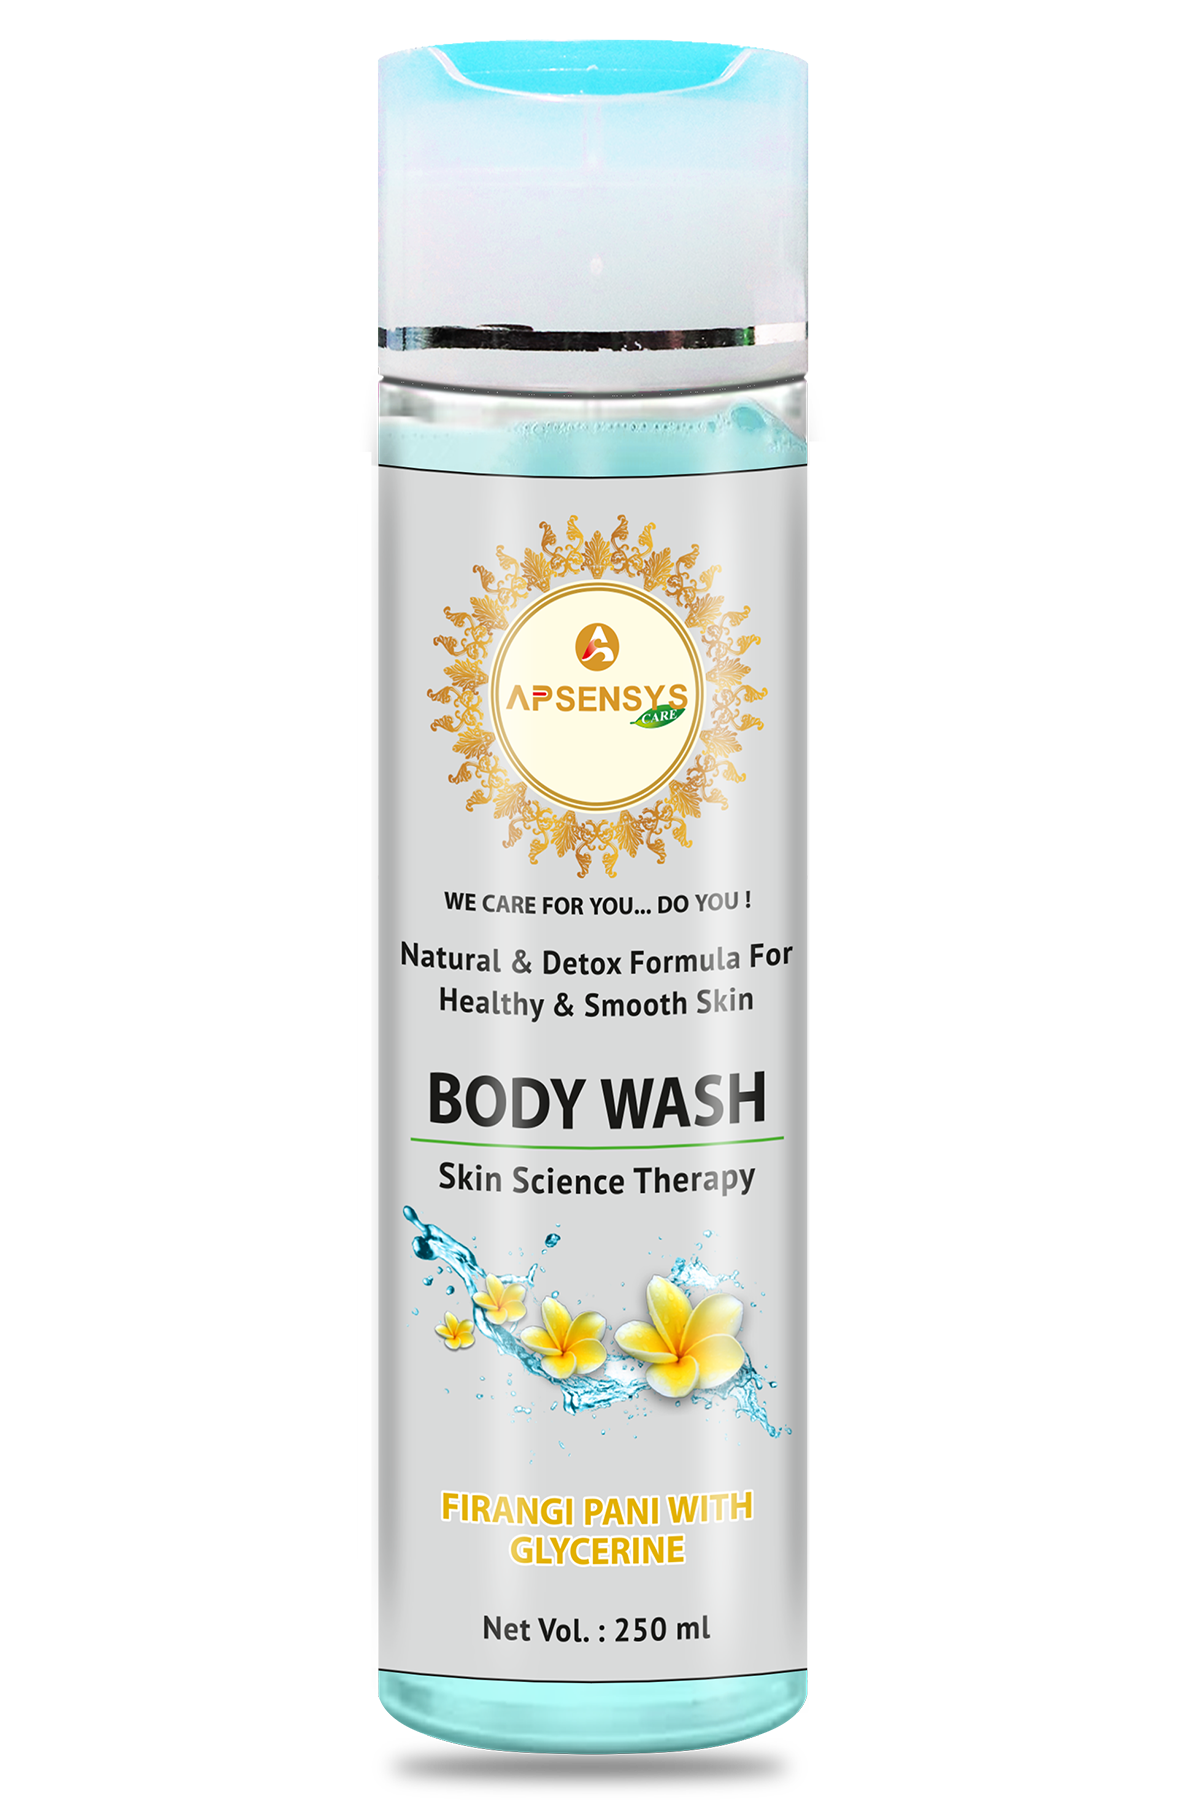 APSENSYS
CARE
WE CARE FOR YOU... DO YOU !
Natural & Detox Formula For
Healthy & Smooth Skin
BODY WASH
Skin Science Therapy
FIRANGI PANI WITH
GLYCERINE
Net Vol. : 250 ml